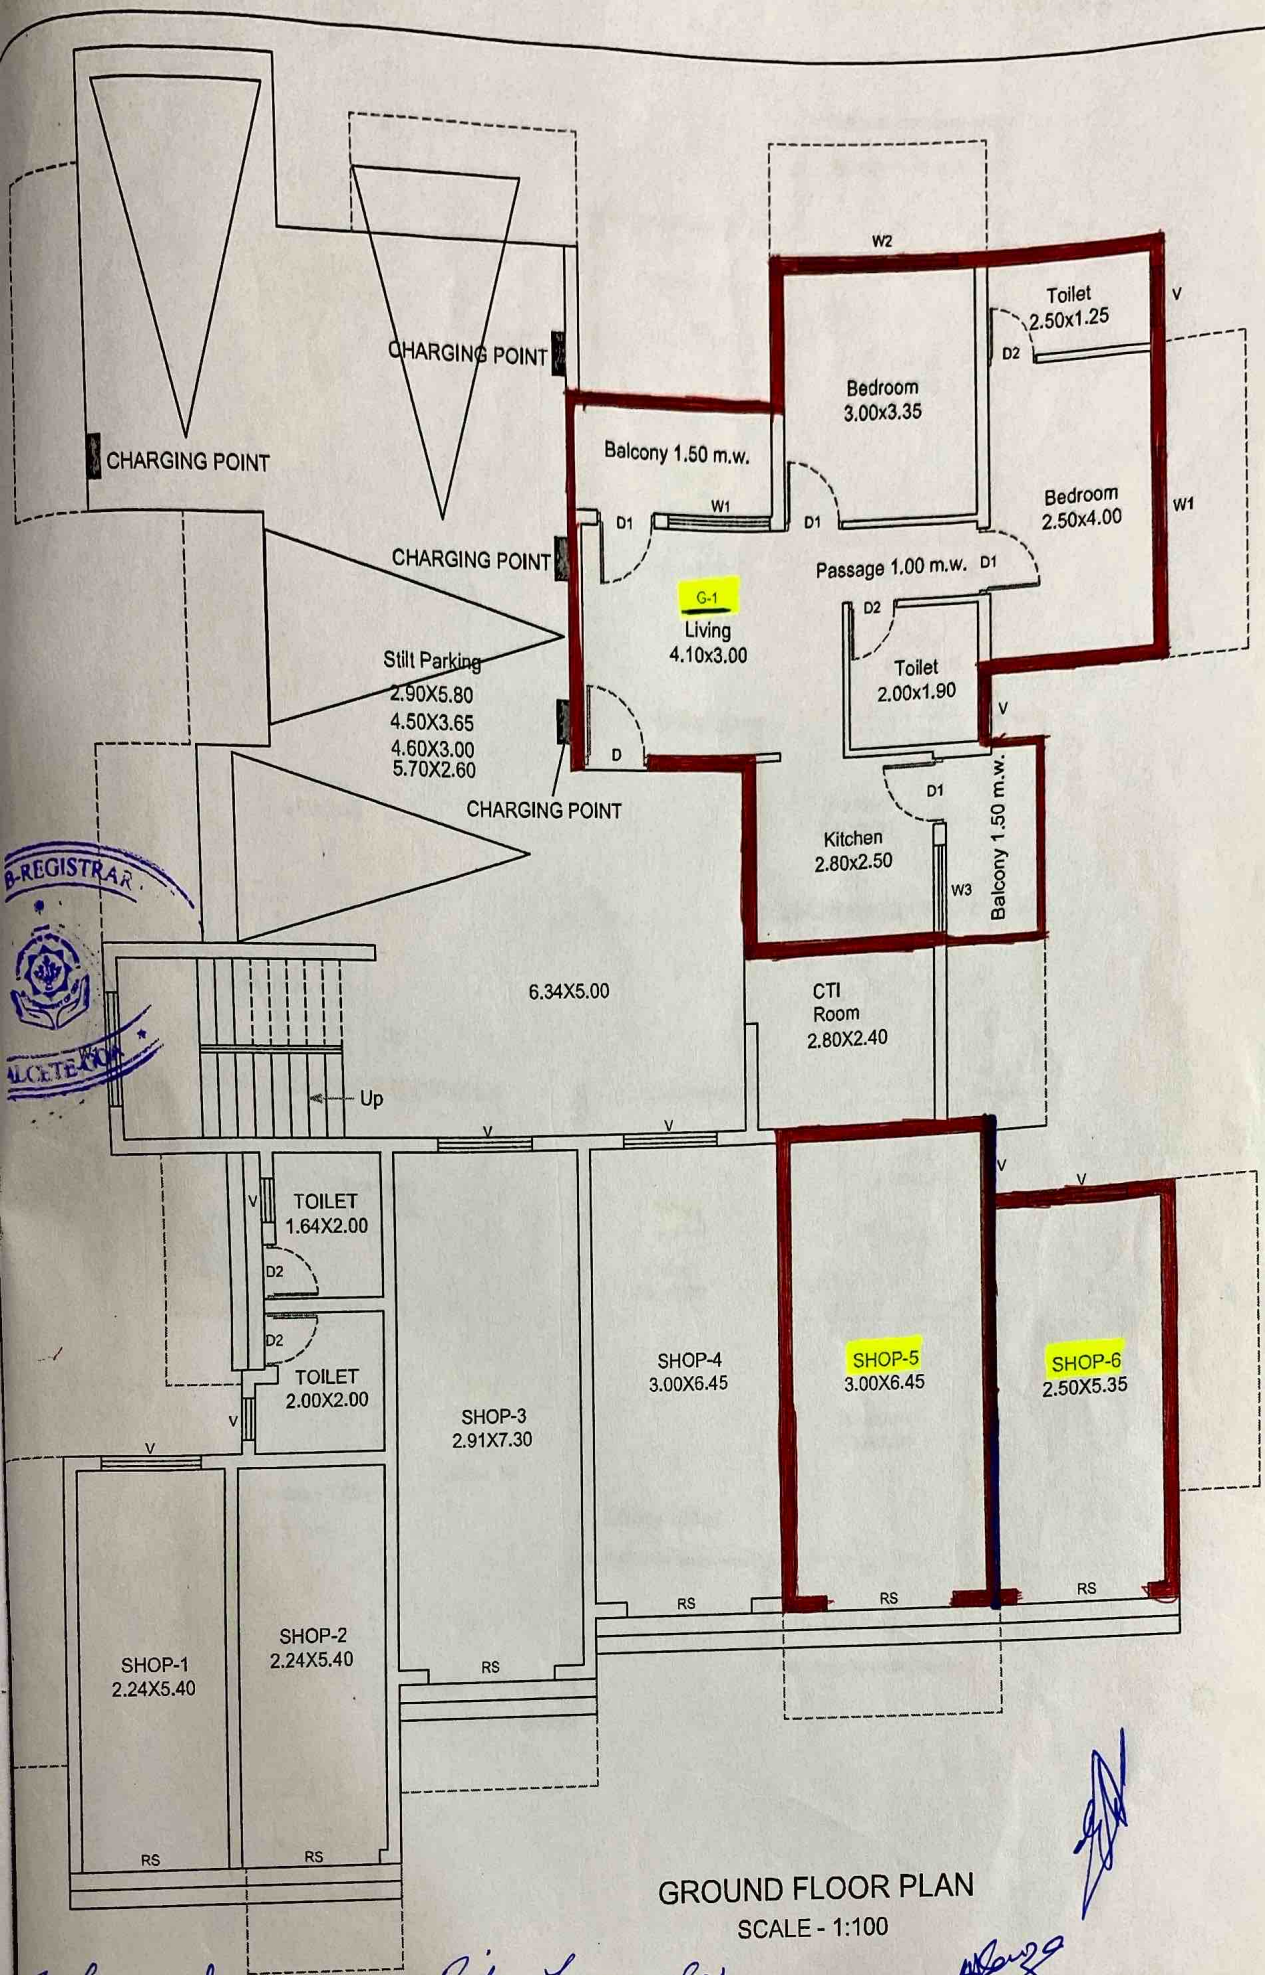 W2
Toilet
2.50x1.25
V
D2
CHARGING POINT
Bedroom
3.00x3.35
Balcony 1.50 m.w.
CHARGING POINT
W1
D1
D1
Bedroom
2.50x4.00
W1
CHARGING POINT
Passage 1.00 m.w.
D1
G-1
Living
4.10x3.00
D2
Toilet
2.00x1.90
Stilt Parking
2.90X5.80
4.50X3.65
4.60X3.00
5.70X2.60
V
D
CHARGING POINT
D1
Balcony 1.50 m.w.
Kitchen
2.80x2.50
W3
B-REGISTRAR
ALCETE-GOA
6.34X5.00
CTI
Room
2.80X2.40
Up
V
V
V
V
V
TOILET
1.64X2.00
D2
D2
TOILET
2.00X2.00
V
V
SHOP-3
2.91X7.30
SHOP-4
3.00X6.45
SHOP-5
3.00X6.45
SHOP-6
2.50X5.35
RS
RS
RS
RS
SHOP-1
2.24X5.40
SHOP-2
2.24X5.40
RS
RS
GROUND FLOOR PLAN
SCALE - 1:100